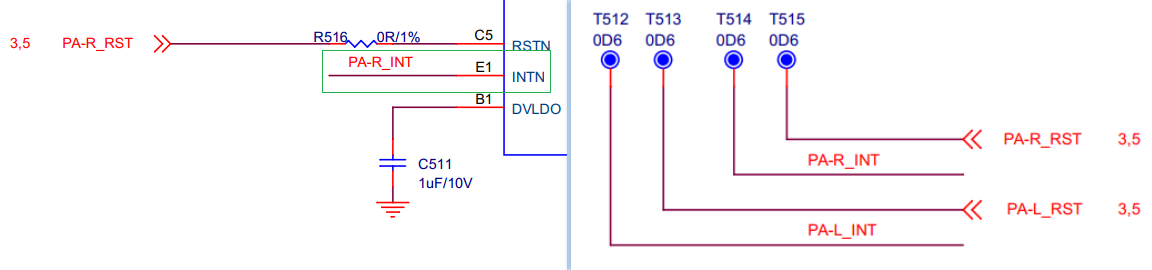 3,5 PA-R_RST R516 0R/1% C5 RSTN
PA-R_INT E1 INTN
B1 DVLDO
C511
1uF/10V
T512 T513 T514 T515
0D6 0D6 0D6 0D6
PA-R_RST 3,5
PA-R_INT
PA-L_RST 3,5
PA-L_INT